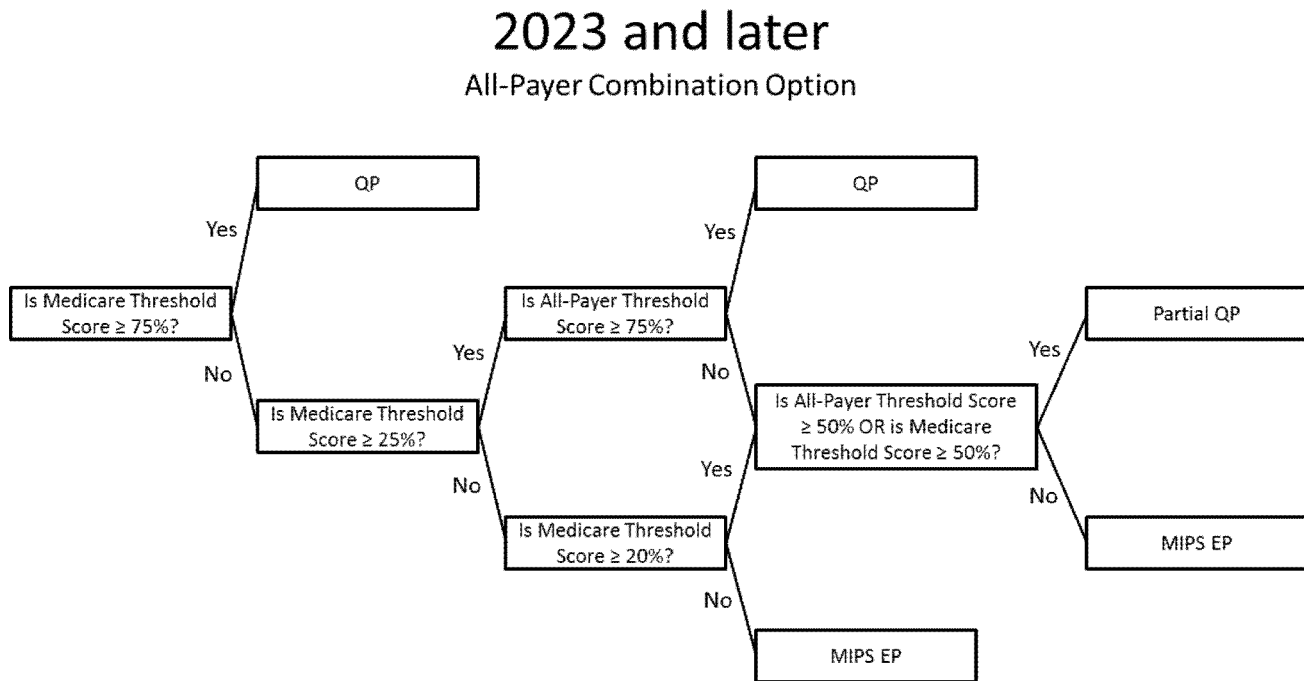 2023 and later
All-Payer Combination Option
QP
QP
Yes
Yes
Is Medicare Threshold
Score ≥ 75%?
Is All-Payer Threshold
Score ≥ 75%?
Partial QP
Yes
Yes
No
No
Is Medicare Threshold
Score ≥ 25%?
Is All-Payer Threshold Score
≥ 50% OR is Medicare
Threshold Score ≥ 50%?
No
Yes
No
Is Medicare Threshold
Score ≥ 20%?
MIPS EP
No
MIPS EP